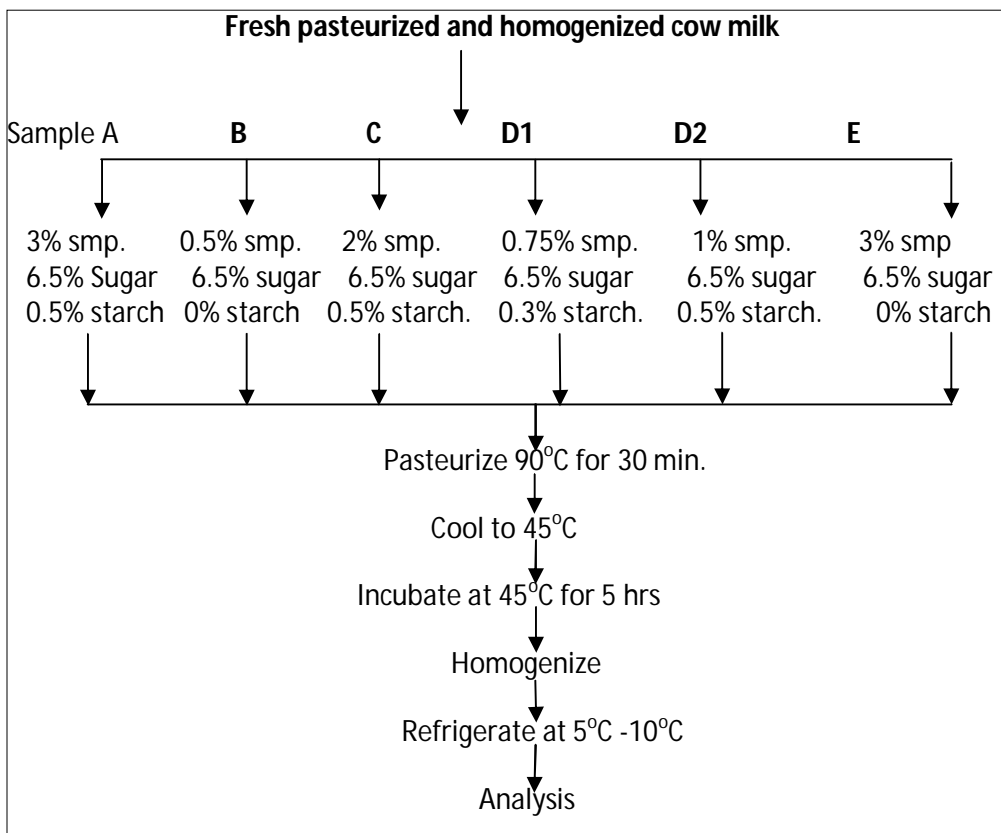 Fresh pasteurized and homogenized cow milk
Sample A B C D1 D2 E
3% smp. 0.5% smp. 2% smp. 0.75% smp. 1% smp. 3% smp
6.5% Sugar 6.5% sugar 6.5% sugar 6.5% sugar 6.5% sugar 6.5% sugar
0.5% starch 0% starch 0.5% starch. 0.3% starch. 0.5% starch. 0% starch
Pasteurize 90°C for 30 min.
Cool to 45°C
Incubate at 45°C for 5 hrs
Homogenize
Refrigerate at 5°C -10°C
Analysis